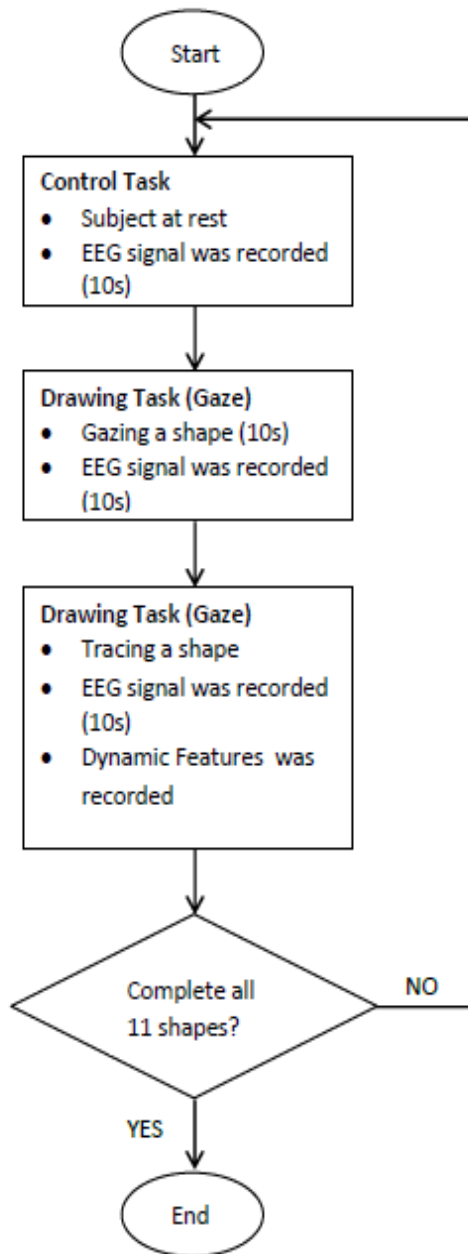 Start
Control Task
• Subject at rest
• EEG signal was recorded
(10s)
Drawing Task (Gaze)
• Gazing a shape (10s)
• EEG signal was recorded
(10s)
Drawing Task (Gaze)
• Tracing a shape
• EEG signal was recorded
(10s)
• Dynamic Features was
recorded
Complete all
11 shapes?
NO
YES
End